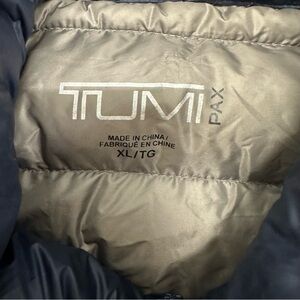 TUMI PAX
MADE IN CHINA/
FABRIQUÉ EN CHINE
XL/TG